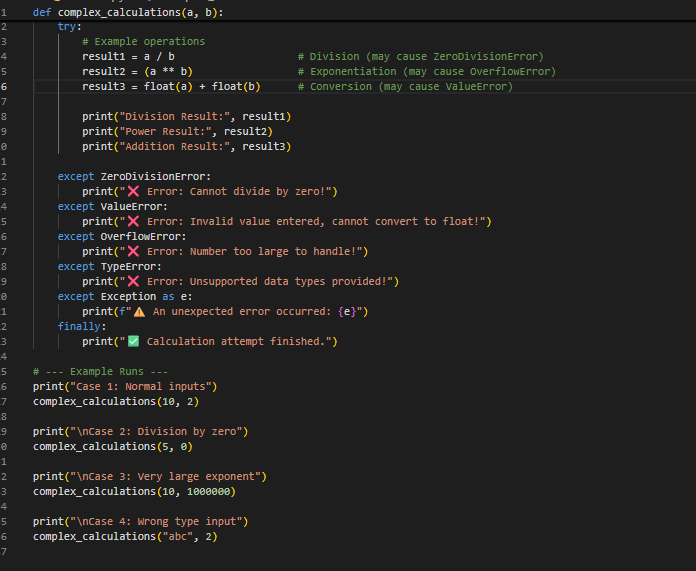 1 def complex_calculations(a, b):
2     try:
3         # Example operations
4         result1 = a / b                    # Division (may cause ZeroDivisionError)
5         result2 = (a ** b)                 # Exponentiation (may cause OverflowError)
6         result3 = float(a) + float(b)      # Conversion (may cause ValueError)
7
8         print("Division Result:", result1)
9         print("Power Result:", result2)
0         print("Addition Result:", result3)
1
2     except ZeroDivisionError:
3         print("❌ Error: Cannot divide by zero!")
4     except ValueError:
5         print("❌ Error: Invalid value entered, cannot convert to float!")
6     except OverflowError:
7         print("❌ Error: Number too large to handle!")
8     except TypeError:
9         print("❌ Error: Unsupported data types provided!")
0     except Exception as e:
1         print(f"⚠️ An unexpected error occurred: {e}")
2     finally:
3         print("✅ Calculation attempt finished.")
4
5 # --- Example Runs ---
6 print("Case 1: Normal inputs")
7 complex_calculations(10, 2)
8
9 print("\nCase 2: Division by zero")
0 complex_calculations(5, 0)
1
2 print("\nCase 3: Very large exponent")
3 complex_calculations(10, 1000000)
4
5 print("\nCase 4: Wrong type input")
6 complex_calculations("abc", 2)
7